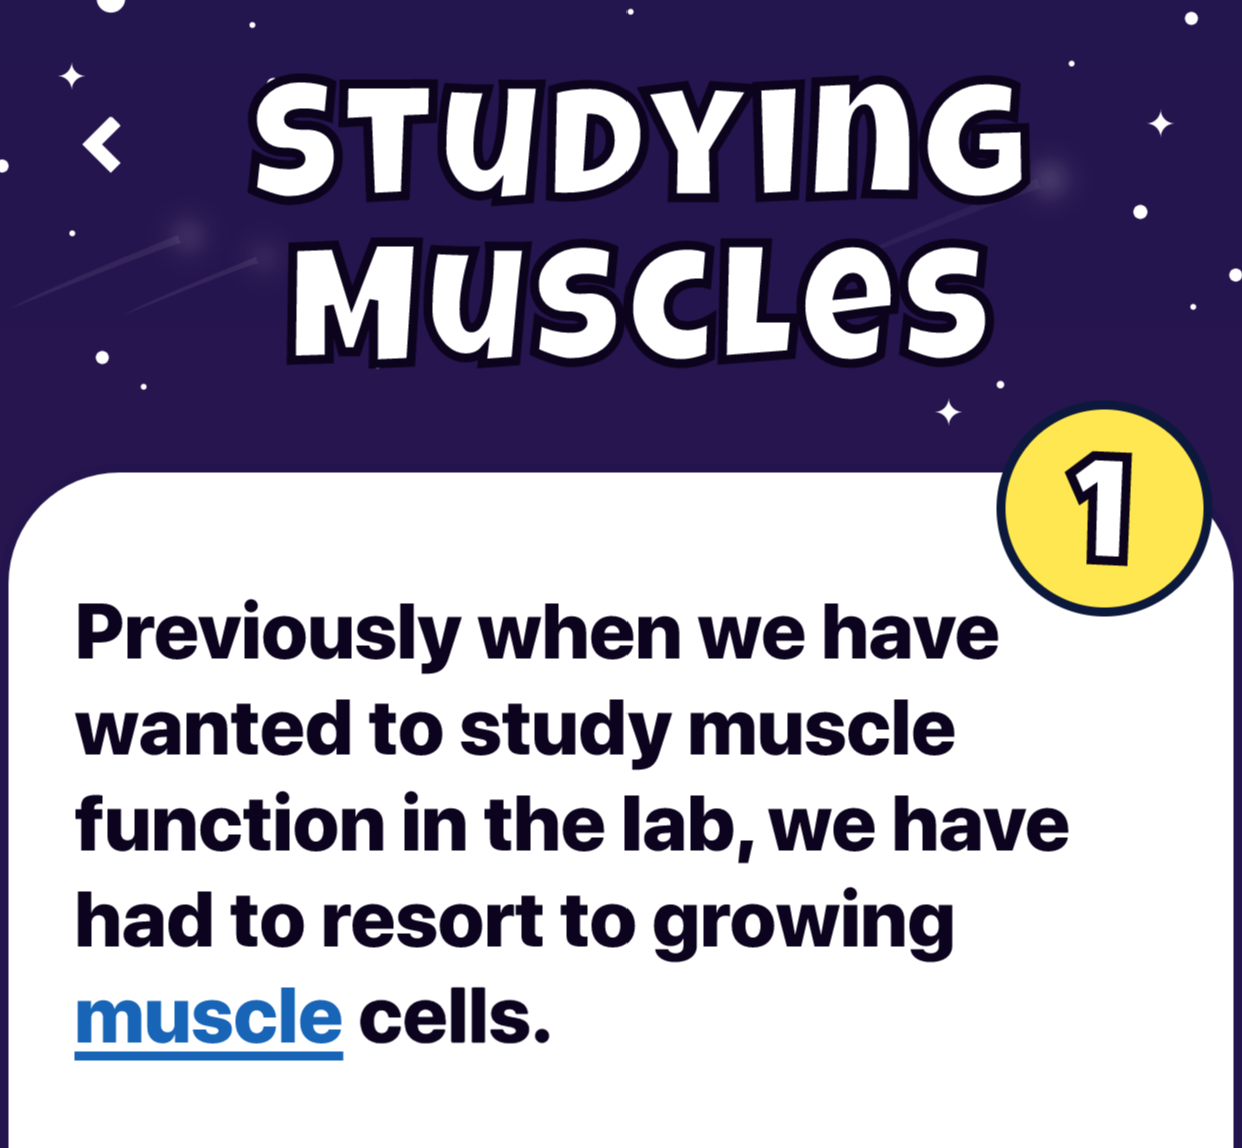 STUDYING
MUSCLES
1
Previously when we have
wanted to study muscle
function in the lab, we have
had to resort to growing
muscle cells.